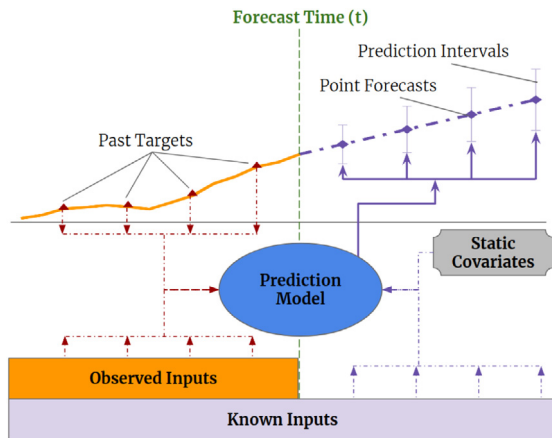 Forecast Time (t)
Prediction Intervals
Point Forecasts
Past Targets
Static
Covariates
Prediction
Model
Observed Inputs
Known Inputs